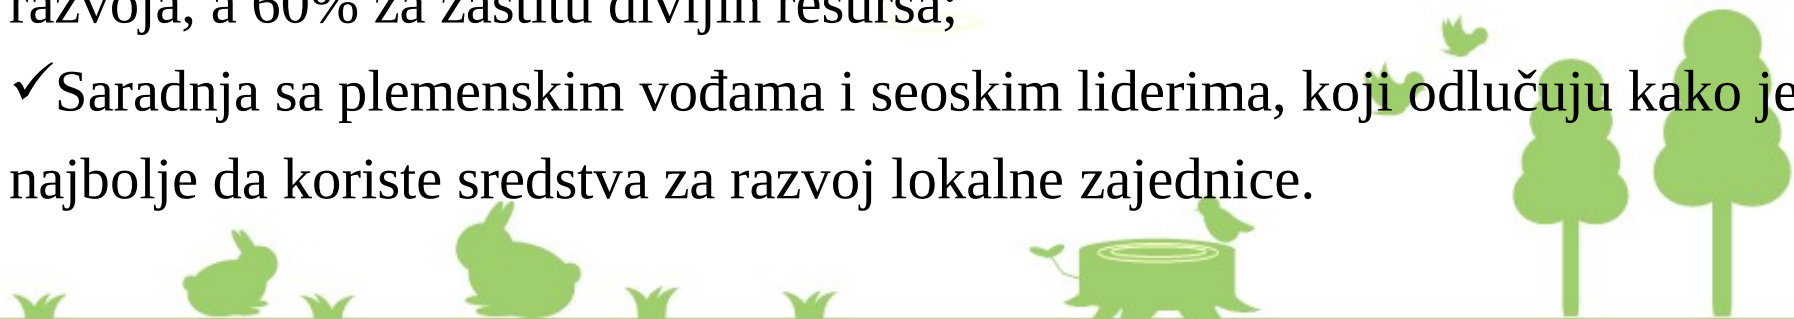 razvoja, a 60% za zaštitu divljih resursa;
✓Saradnja sa plemenskim vođama i seoskim liderima, koji odlučuju kako je
najbolje da koriste sredstva za razvoj lokalne zajednice.